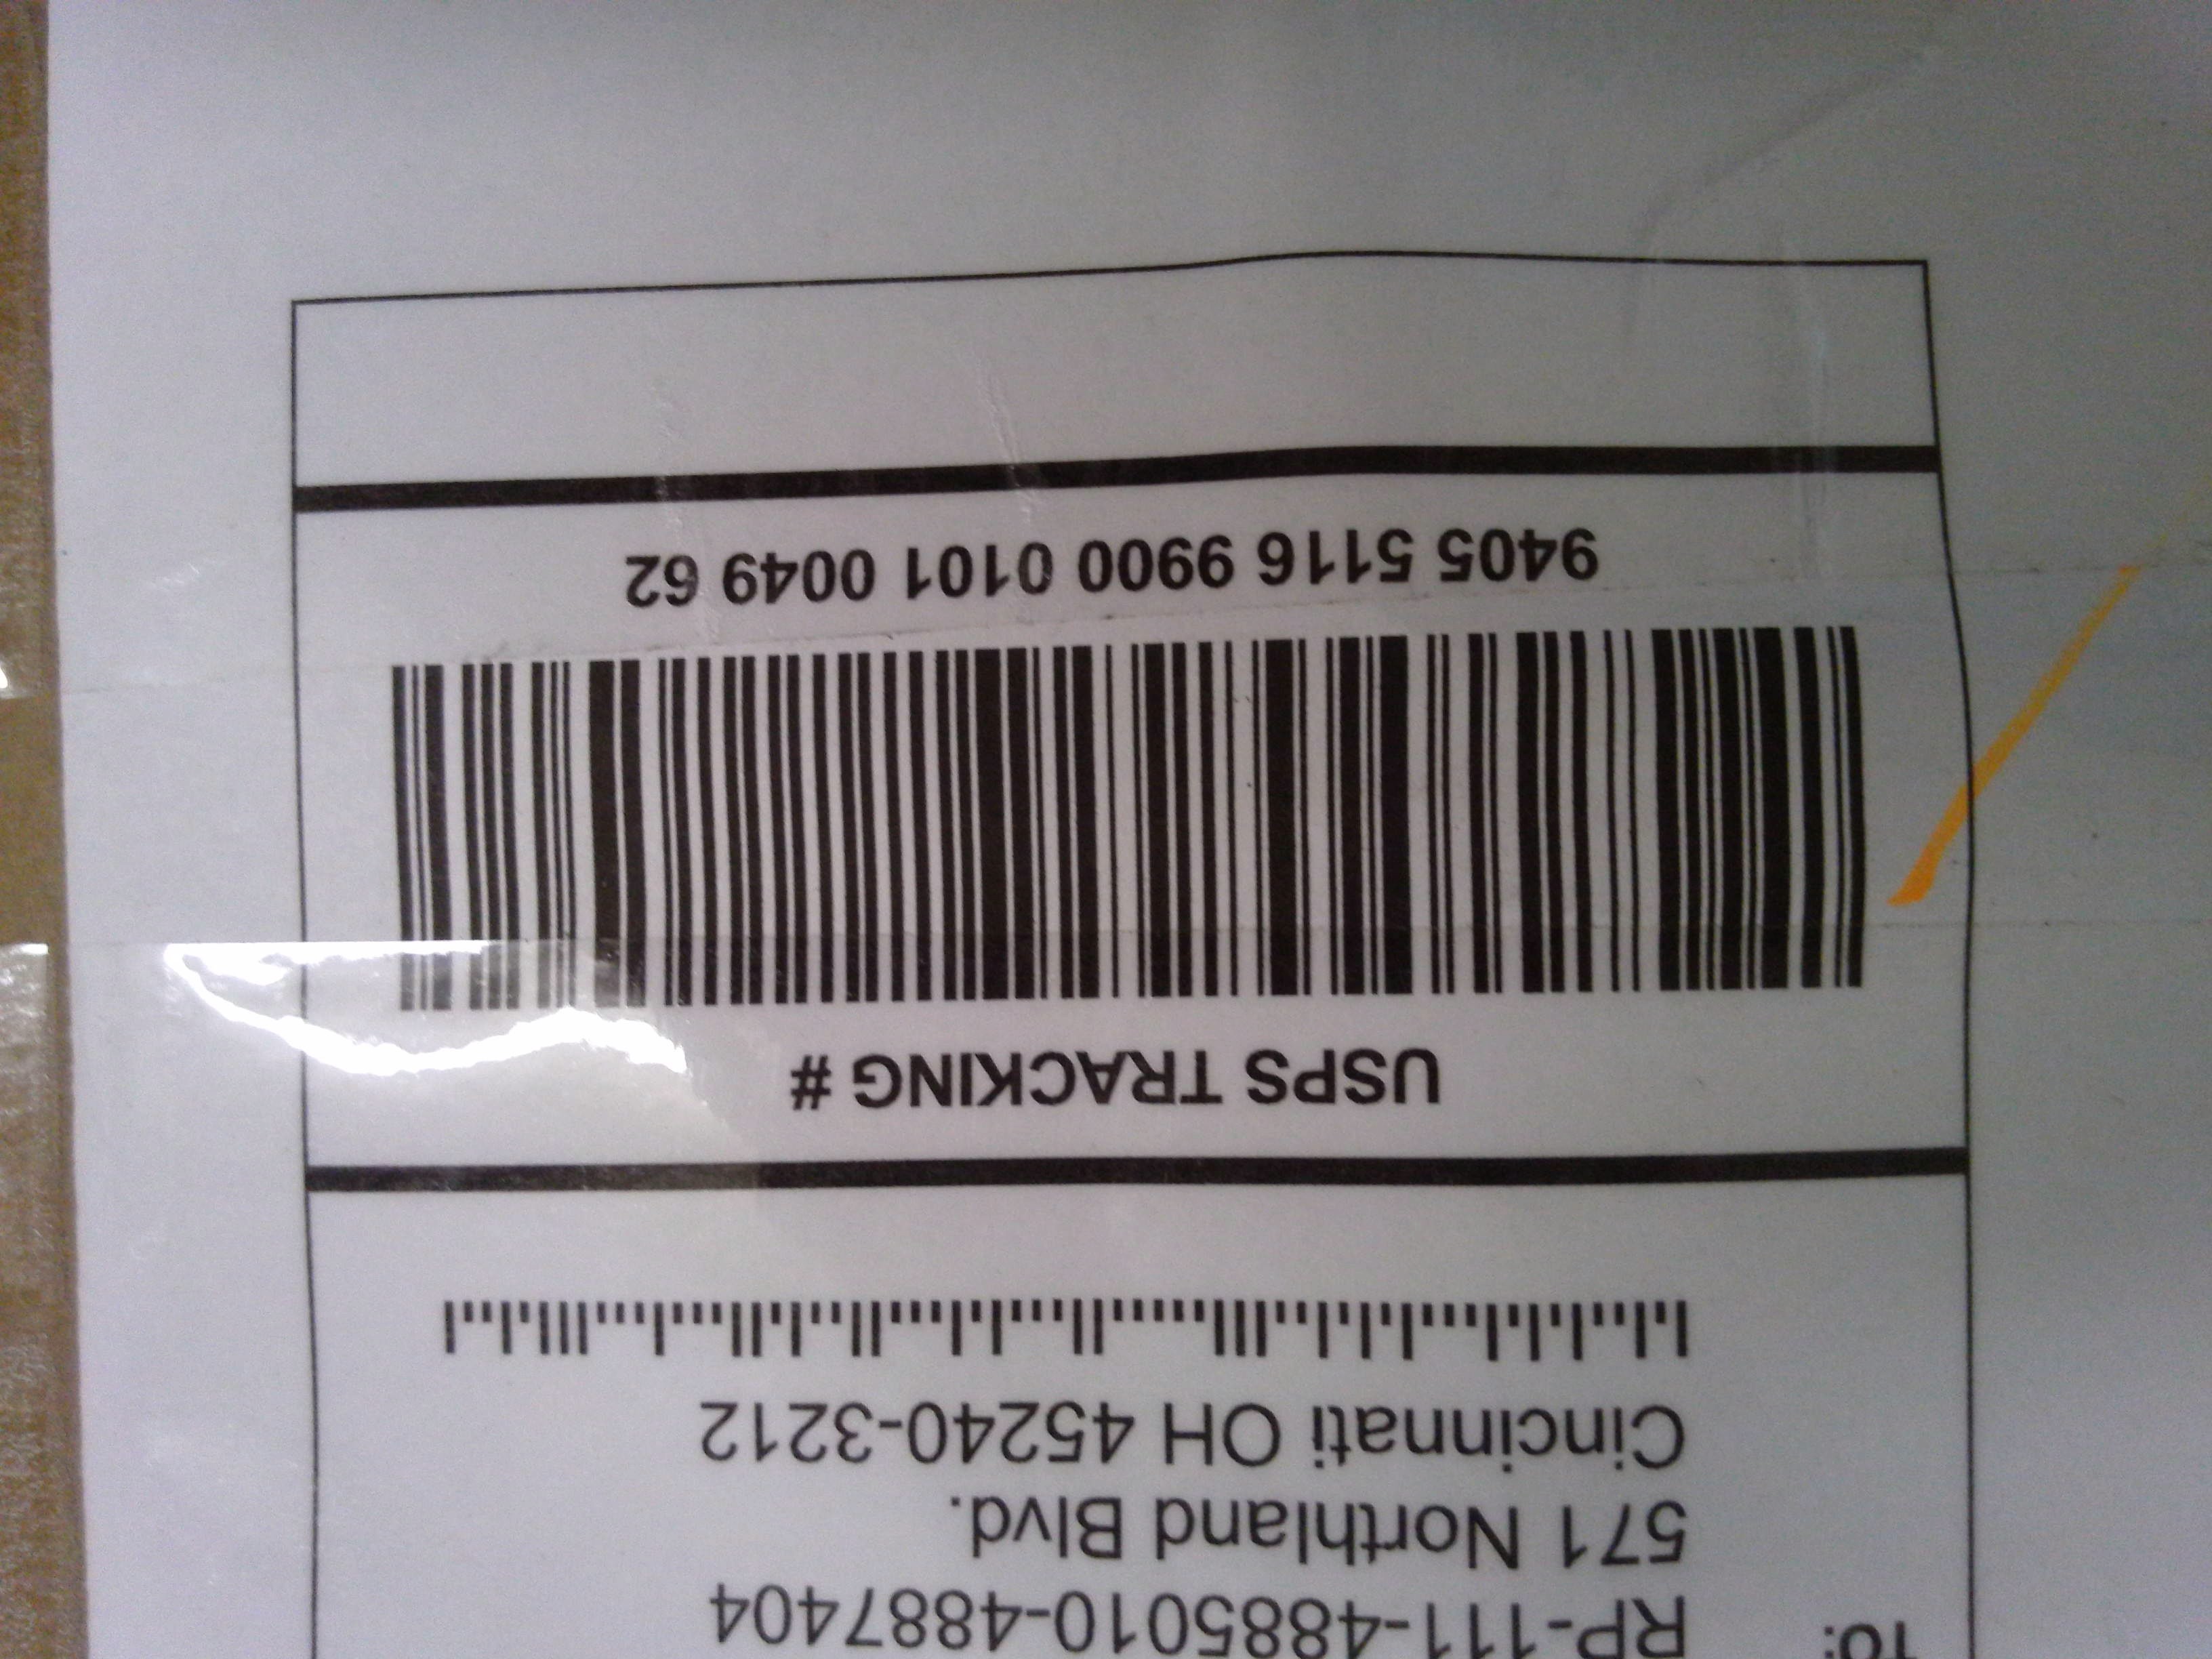 TO:
RP-111-4885010-4887404
571 Northland Blvd.
Cincinnati OH 45240-3212
USPS TRACKING #
9405 5116 9900 0101 0049 62